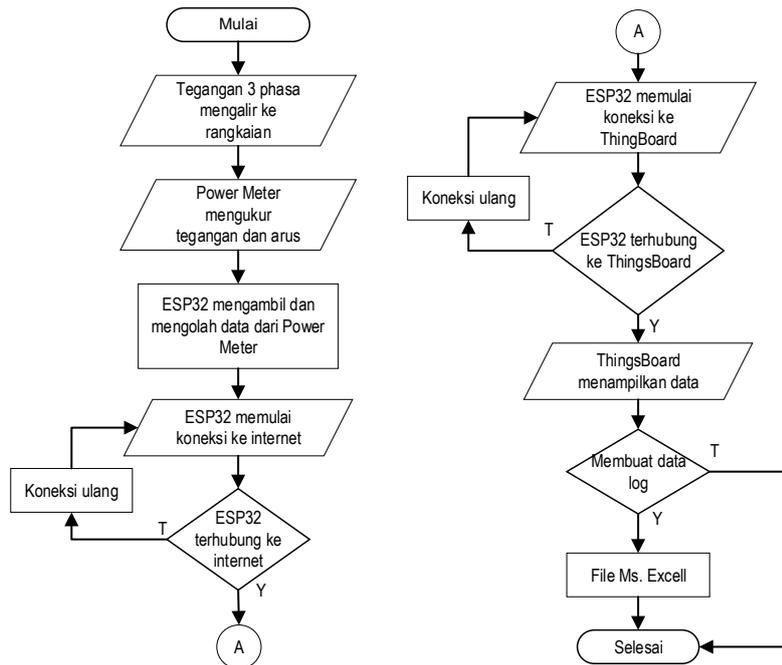 Mulai
Tegangan 3 phasa
mengalir ke
rangkaian
Power Meter
mengukur
tegangan dan arus
ESP32 mengambil dan
mengolah data dari Power
Meter
ESP32 memulai
koneksi ke internet
Koneksi ulang
ESP32
terhubung ke
internet
T
Y
A
A
ESP32 memulai
koneksi ke
ThingBoard
Koneksi ulang
ESP32 terhubung
ke ThingsBoard
T
Y
ThingsBoard
menampilkan data
Membuat data
log
T
Y
File Ms. Excell
Selesai